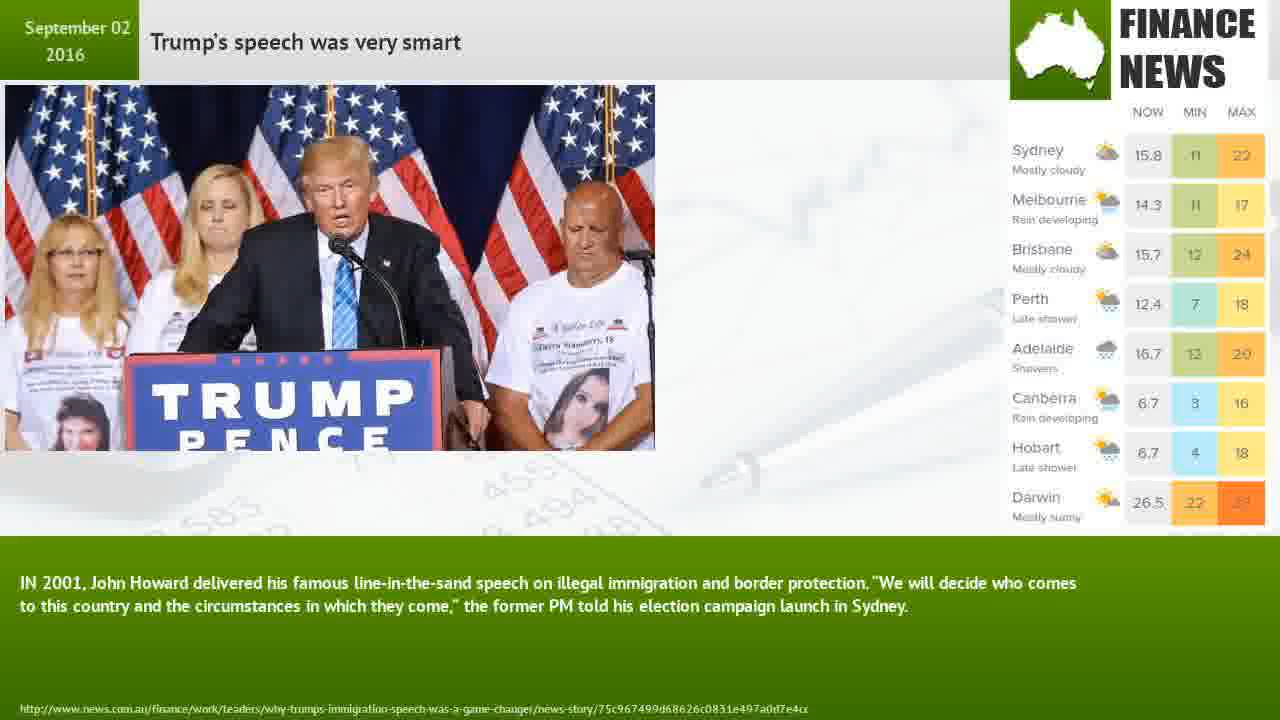 September 02
2016
Trump's speech was very smart
FINANCE
NEWS
NOW MIN MAX
Sydney 15.8 11 22
Mostly cloudy
Melbourne 14.3 11 17
Rain developing
Brisbane 15.7 12 24
Mostly cloudy
Perth 12.4 7 18
Late shower
Adelaide 16.7 12 20
Showers
Canberra 6.7 3 16
Rain developing
Hobart 6.7 4 18
Late shower
Darwin 26.5 22
Mostly sunny
TRUMP
PENCE
IN 2001, John Howard delivered his famous line-in-the-sand speech on illegal immigration and border protection. "We will decide who comes
to this country and the circumstances in which they come," the former PM told his election campaign launch in Sydney.
http://www.news.com.au/finance/work/leaders/why-trumps-immigration-speech-was-a-game-changer/news-story/75c967499d68626c0831e497a0d7e4cc